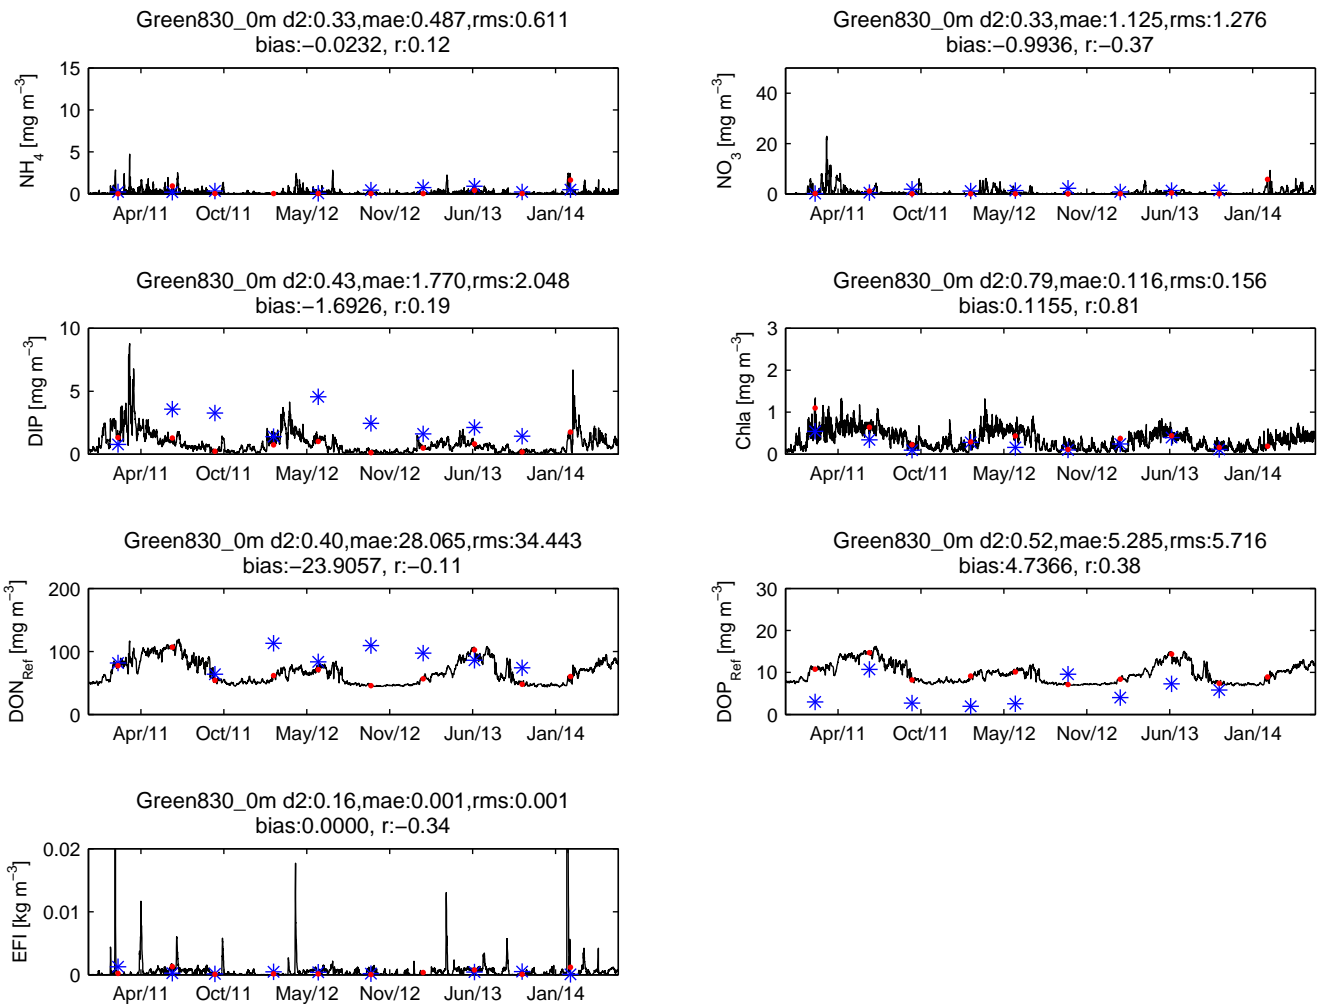 Green830_0m d2:0.33,mae:0.487,rms:0.611
bias:−0.0232, r:0.12
NH4 [mg m−3]
15
10
5
0
Apr/11 Oct/11 May/12 Nov/12 Jun/13 Jan/14
Green830_0m d2:0.33,mae:1.125,rms:1.276
bias:−0.9936, r:−0.37
NO3 [mg m−3]
40
20
0
Apr/11 Oct/11 May/12 Nov/12 Jun/13 Jan/14
Green830_0m d2:0.43,mae:1.770,rms:2.048
bias:−1.6926, r:0.19
DIP [mg m−3]
10
5
0
Apr/11 Oct/11 May/12 Nov/12 Jun/13 Jan/14
Green830_0m d2:0.79,mae:0.116,rms:0.156
bias:0.1155, r:0.81
Chla [mg m−3]
3
2
1
0
Apr/11 Oct/11 May/12 Nov/12 Jun/13 Jan/14
Green830_0m d2:0.40,mae:28.065,rms:34.443
bias:−23.9057, r:−0.11
DONRef [mg m−3]
200
100
0
Apr/11 Oct/11 May/12 Nov/12 Jun/13 Jan/14
Green830_0m d2:0.52,mae:5.285,rms:5.716
bias:4.7366, r:0.38
DOPRef [mg m−3]
30
20
10
0
Apr/11 Oct/11 May/12 Nov/12 Jun/13 Jan/14
Green830_0m d2:0.16,mae:0.001,rms:0.001
bias:0.0000, r:−0.34
EFI [kg m−3]
0.02
0.01
0
Apr/11 Oct/11 May/12 Nov/12 Jun/13 Jan/14